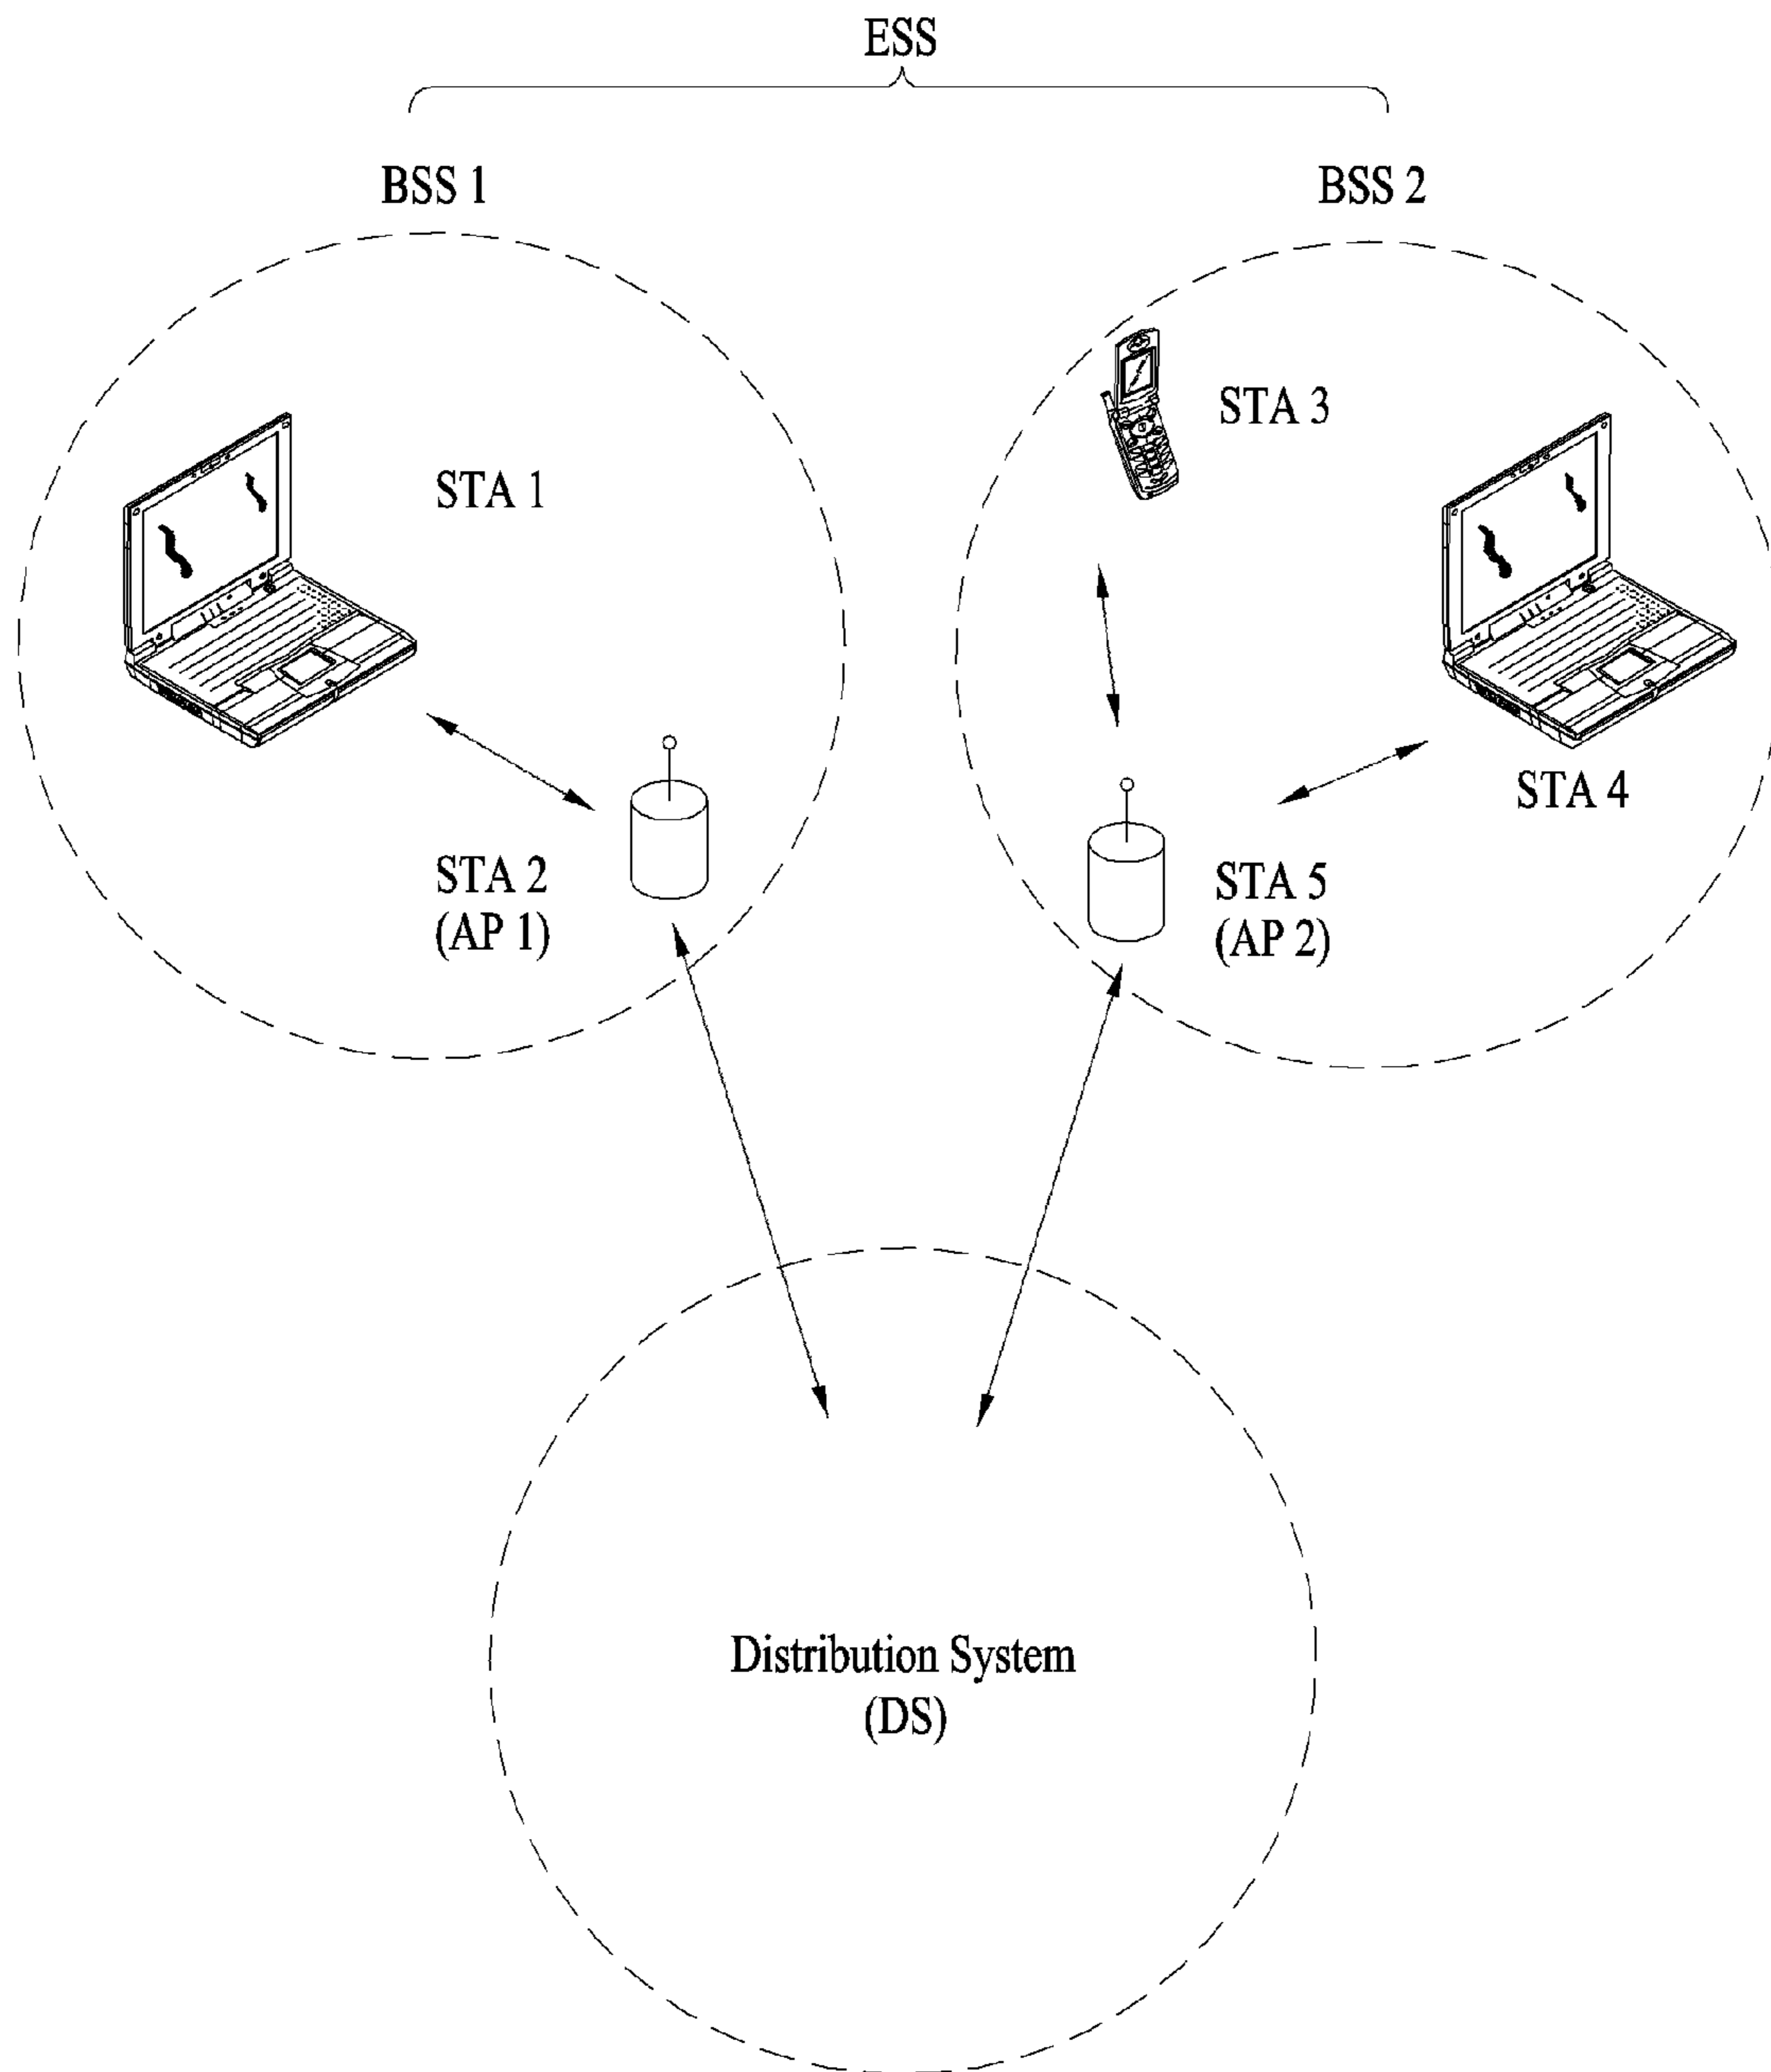 ESS
BSS 1
BSS 2
STA 1
STA 3
STA 4
STA 2
(AP 1)
STA 5
(AP 2)
Distribution System
(DS)